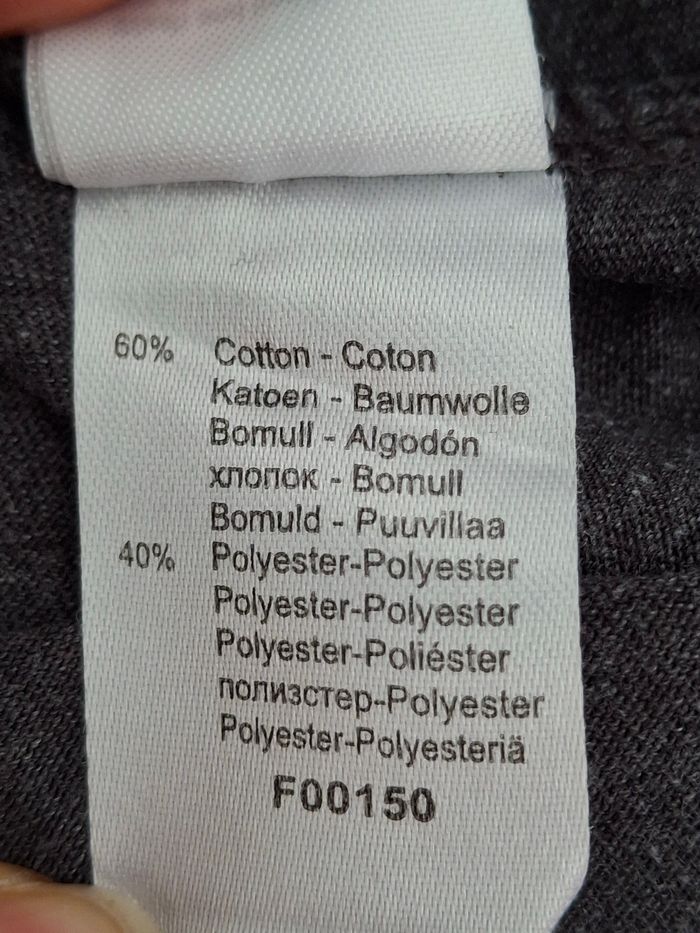 60% Cotton - Coton
Katoen - Baumwolle
Bomull - Algodón
хлопок - Bomull
Bomuld - Puuvillaa
40% Polyester-Polyester
Polyester-Polyester
Polyester-Poliéster
полизстер-Polyester
Polyester-Polyesteriä
F00150